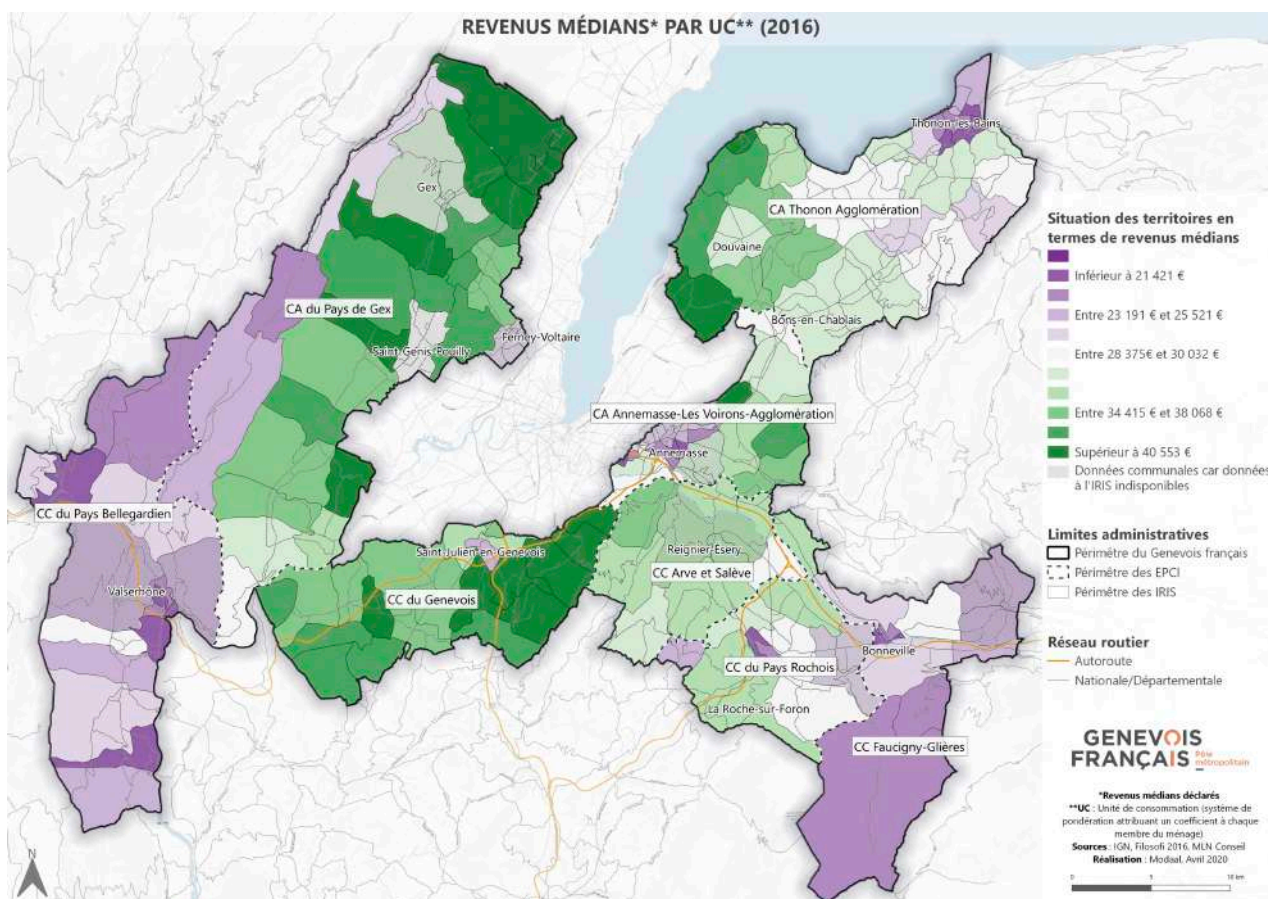 REVENUS MÉDIANS* PAR UC** (2016)
Thonon-les-Bains
Gex
CA Thonon Agglomération
Douvaine
CA du Pays de Gex
Bons-en-Chablais
Ferney-Voltaire
Saint-Genis-Pouilly
CA Annemasse-Les Voirons-Agglomération
Annemasse
CC du Pays Bellegardien
Saint-Julien-en-Genevois
Reignier-Esery
CC Arve et Salève
Valserhône
CC du Genevois
Bonneville
CC du Pays Rochois
La Roche-sur-Foron
CC Faucigny-Glières
N
Situation des territoires en
termes de revenus médians
Inférieur à 21 421 €
Entre 23 191 € et 25 521 €
Entre 28 375€ et 30 032 €
Entre 34 415 € et 38 068 €
Supérieur à 40 553 €
Données communales car données
à l'IRIS indisponibles
Limites administratives
Périmètre du Genevois français
Périmètre des EPCI
Périmètre des IRIS
Réseau routier
Autoroute
Nationale/Départementale
GENEVOIS
FRANÇAIS Pôle
métropolitain
*Revenus médians déclarés
**UC : Unité de consommation (système de
pondération attribuant un coefficient à chaque
membre du ménage)
Sources : IGN, Filosofi 2016, MLN Conseil
Réalisation : Modaal, Avril 2020
0 5 10 km